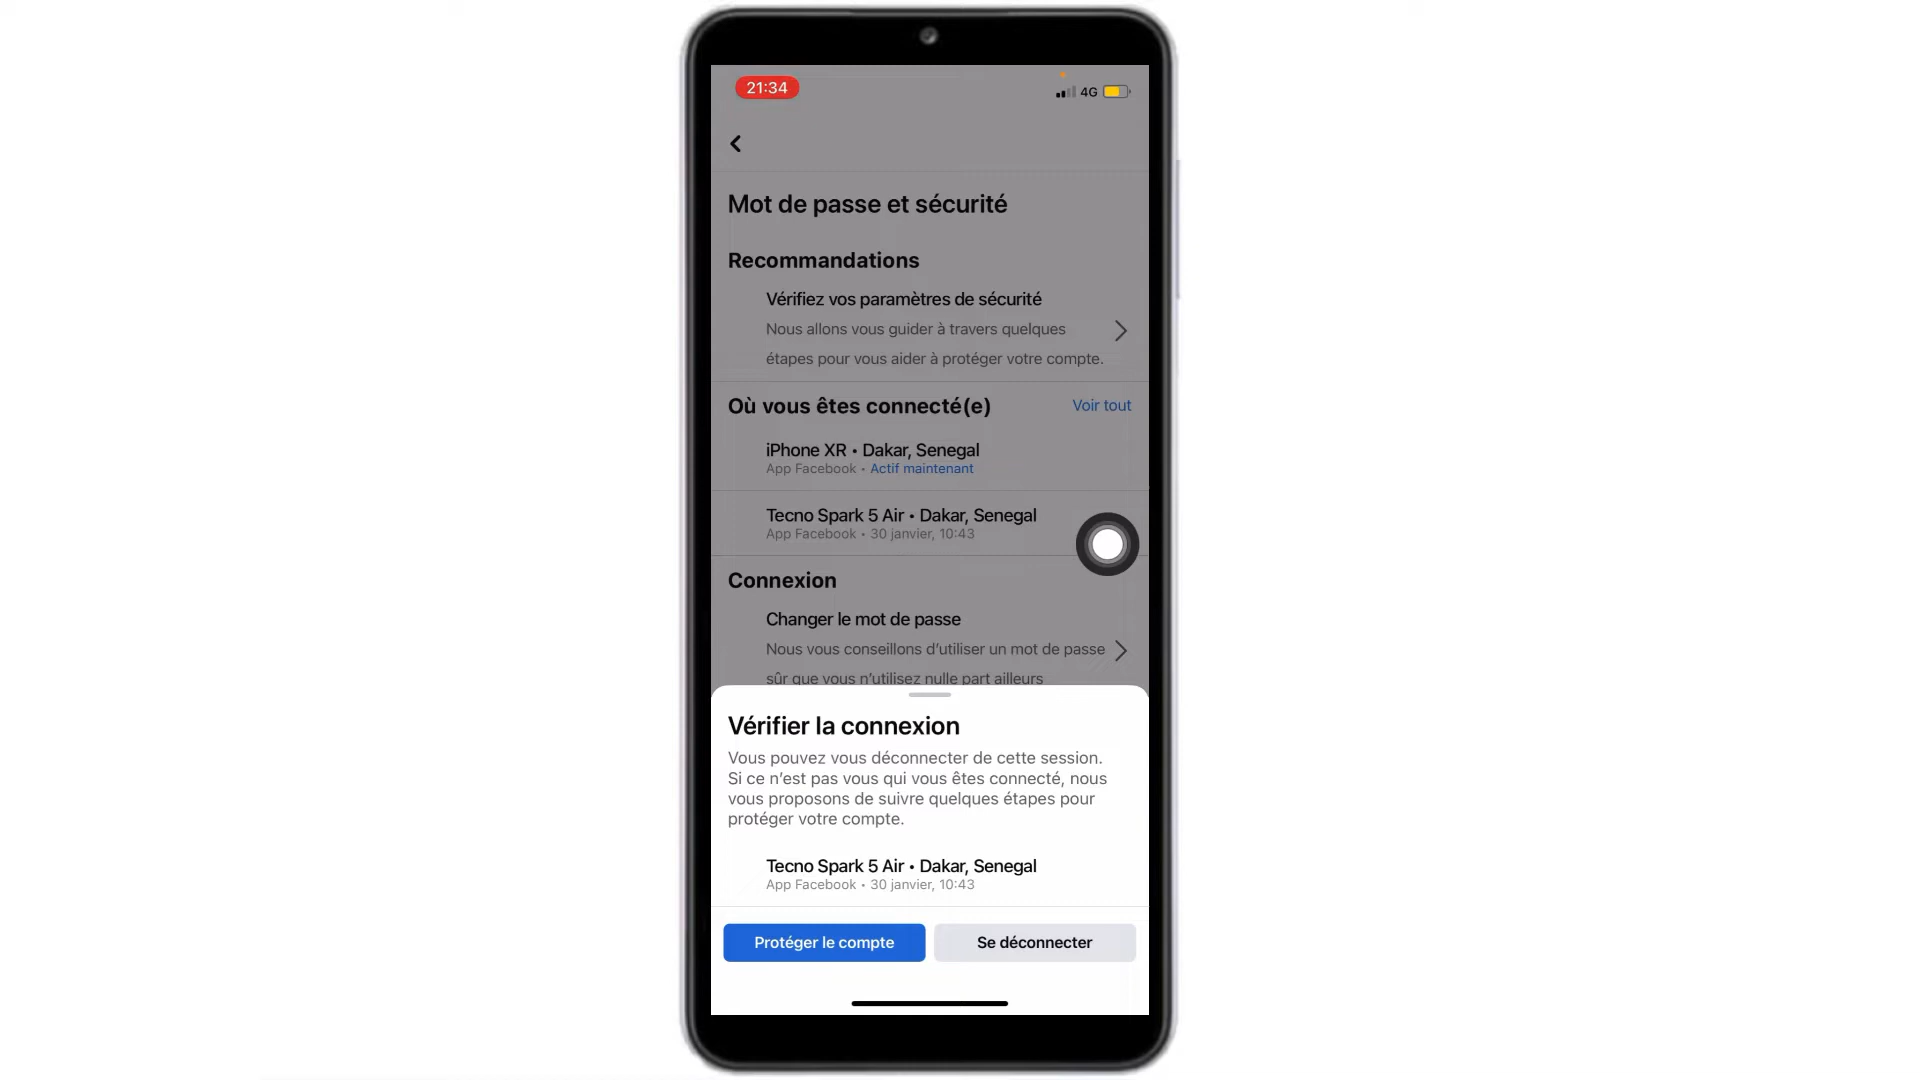 21:34
4G
Mot de passe et sécurité
Recommandations
Vérifiez vos paramètres de sécurité
Nous allons vous guider à travers quelques
étapes pour vous aider à protéger votre compte.
Où vous êtes connecté(e)
Voir tout
iPhone XR • Dakar, Senegal
App Facebook • Actif maintenant
Tecno Spark 5 Air • Dakar, Senegal
App Facebook • 30 janvier, 10:43
Connexion
Changer le mot de passe
Nous vous conseillons d’utiliser un mot de passe
sûr que vous n’utilisez nulle part ailleurs
Vérifier la connexion
Vous pouvez vous déconnecter de cette session.
Si ce n’est pas vous qui vous êtes connecté, nous
vous proposons de suivre quelques étapes pour
protéger votre compte.
Tecno Spark 5 Air • Dakar, Senegal
App Facebook • 30 janvier, 10:43
Protéger le compte
Se déconnecter